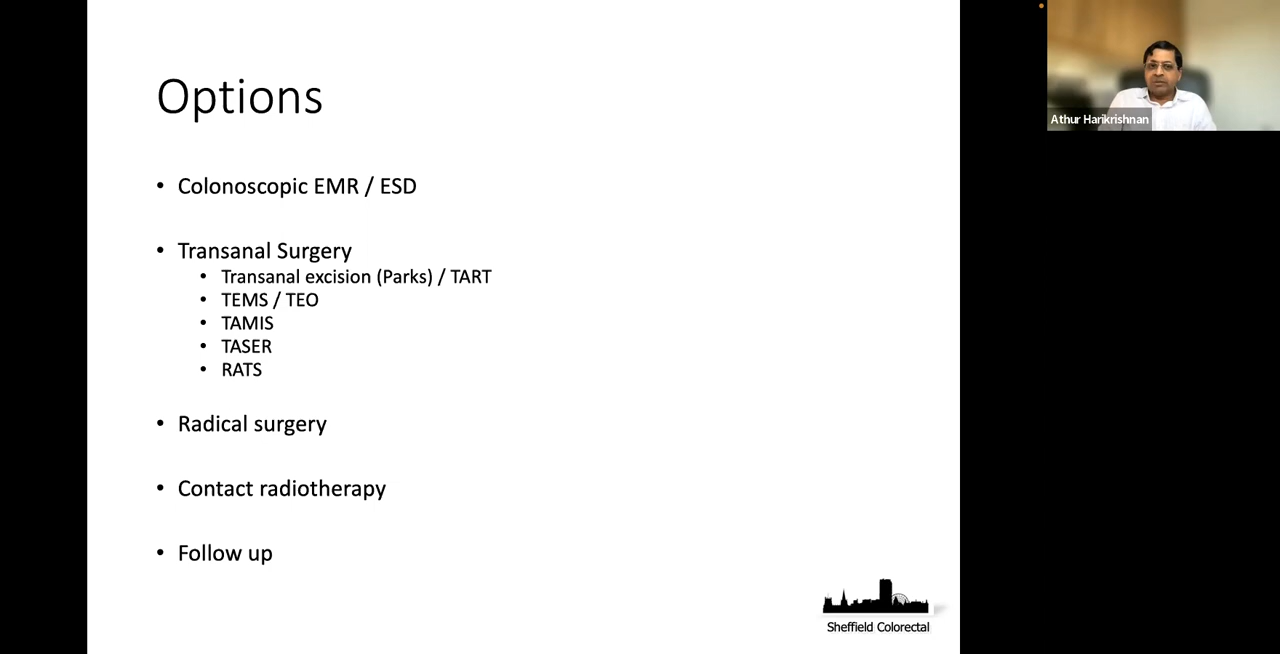 Options
• Colonoscopic EMR / ESD
• Transanal Surgery
• Transanal excision (Parks) / TART
• TEMS / TEO
• TAMIS
• TASER
• RATS
• Radical surgery
• Contact radiotherapy
• Follow up
Sheffield Colorectal
Athur Harikrishnan